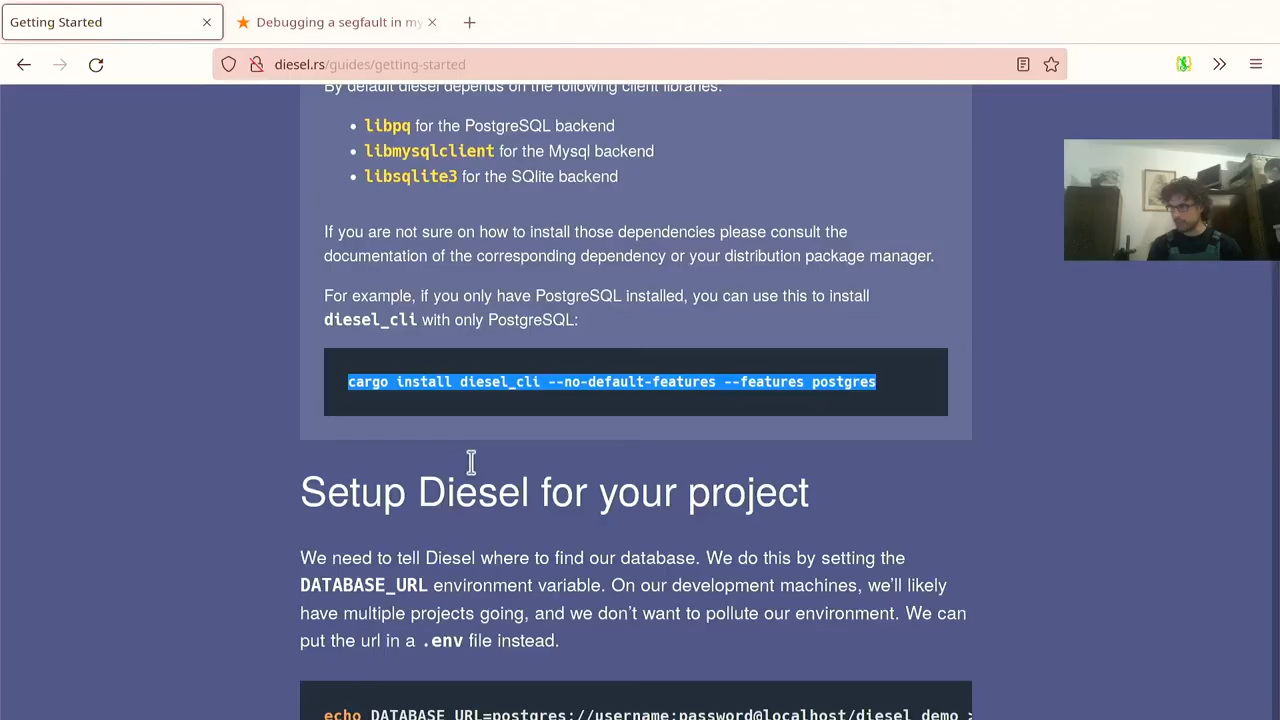 Getting Started
Debugging a segfault in my
diesel.rs/guides/getting-started
By default diesel depends on the following client libraries:
libpq for the PostgreSQL backend
libmysqlclient for the Mysql backend
libsqlite3 for the SQlite backend
If you are not sure on how to install those dependencies please consult the
documentation of the corresponding dependency or your distribution package manager.
For example, if you only have PostgreSQL installed, you can use this to install
diesel_cli with only PostgreSQL:
cargo install diesel_cli --no-default-features --features postgres
Setup Diesel for your project
We need to tell Diesel where to find our database. We do this by setting the
DATABASE_URL environment variable. On our development machines, we'll likely
have multiple projects going, and we don't want to pollute our environment. We can
put the url in a .env file instead.
echo DATABASE_URL=postgres://username:password@localhost/diesel_demo >